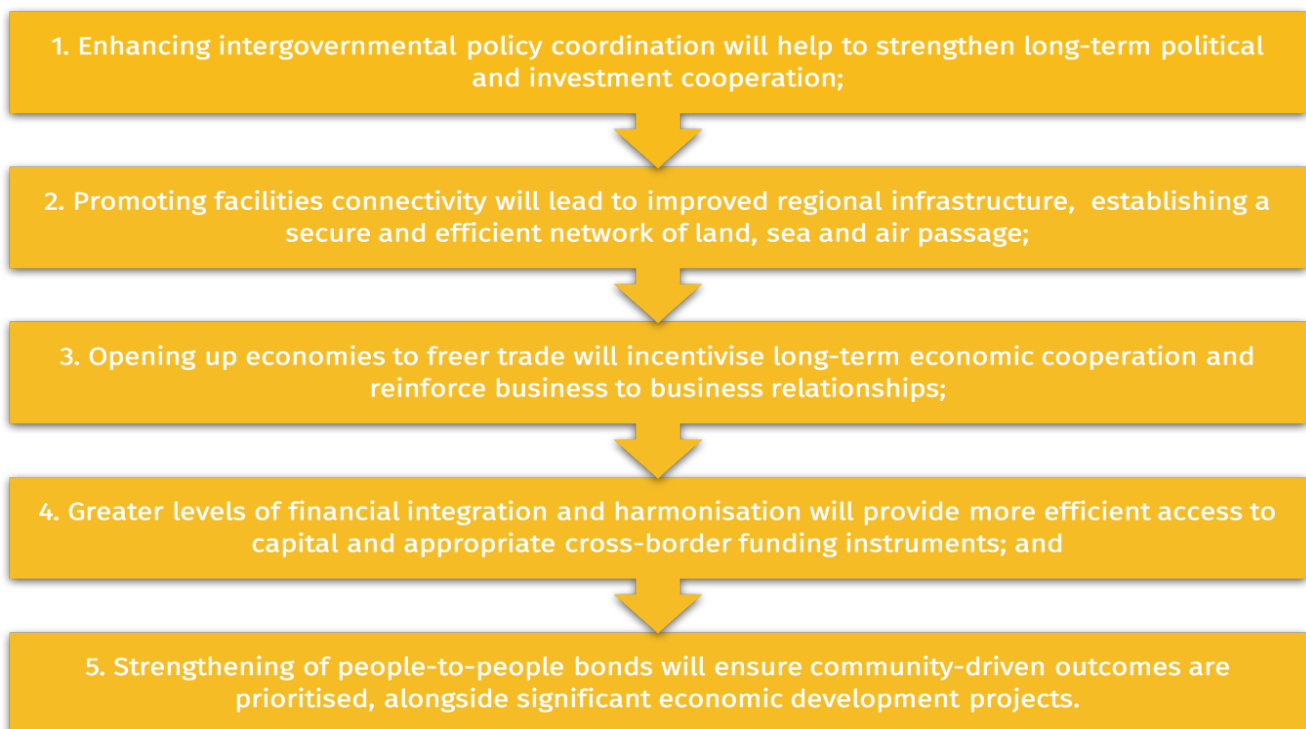 1. Enhancing intergovernmental policy coordination will help to strengthen long-term political
and investment cooperation;
2. Promoting facilities connectivity will lead to improved regional infrastructure,  establishing a
secure and efficient network of land, sea and air passage;
3. Opening up economies to freer trade will incentivise long-term economic cooperation and
reinforce business to business relationships;
4. Greater levels of financial integration and harmonisation will provide more efficient access to
capital and appropriate cross-border funding instruments; and
5. Strengthening of people-to-people bonds will ensure community-driven outcomes are
prioritised, alongside significant economic development projects.